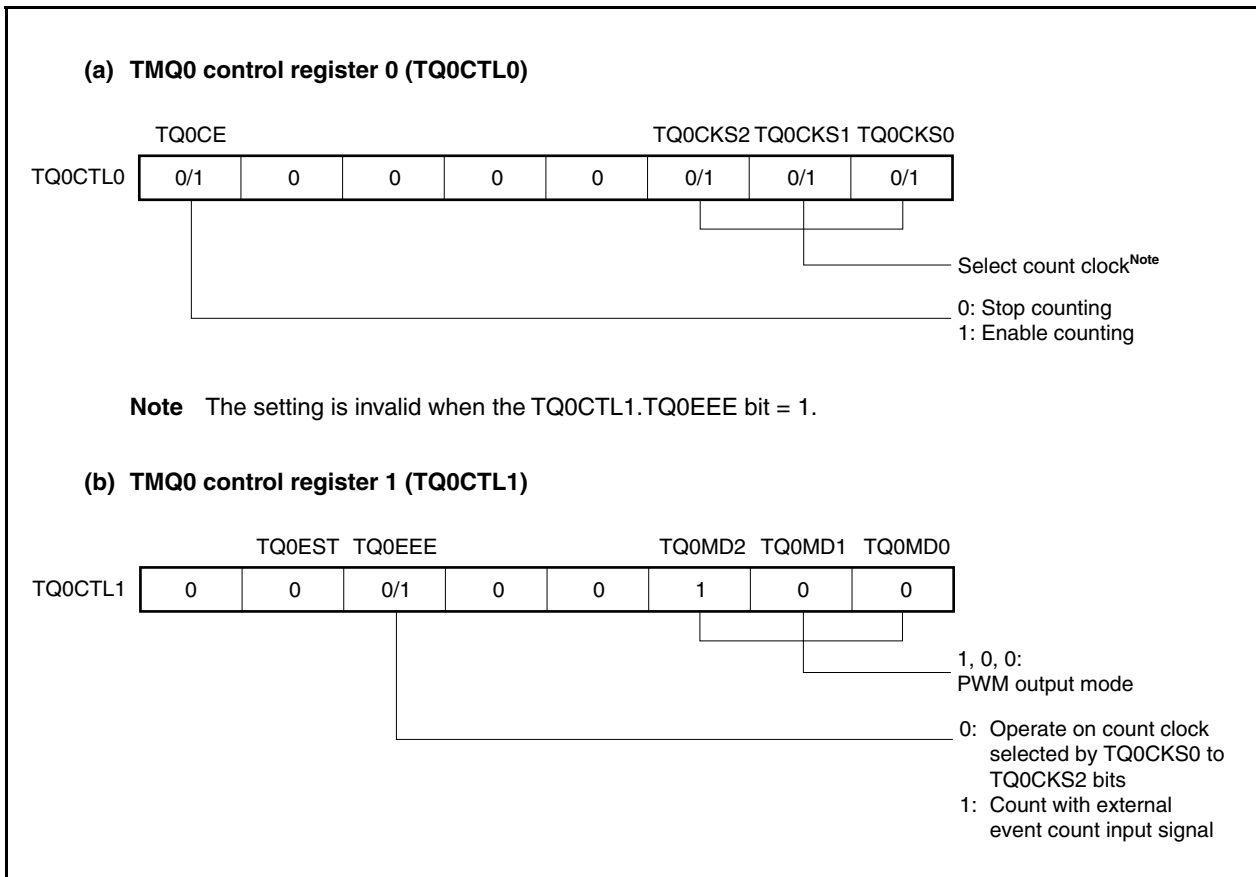 (a) TMQ0 control register 0 (TQ0CTL0)
TQ0CE TQ0CKS2 TQ0CKS1 TQ0CKS0
TQ0CTL0 0/1 0 0 0 0 0/1 0/1 0/1
Select count clockNote
0: Stop counting
1: Enable counting
Note The setting is invalid when the TQ0CTL1.TQ0EEE bit = 1.
(b) TMQ0 control register 1 (TQ0CTL1)
TQ0EST TQ0EEE TQ0MD2 TQ0MD1 TQ0MD0
TQ0CTL1 0 0 0/1 0 0 1 0 0
1, 0, 0:
PWM output mode
0: Operate on count clock
selected by TQ0CKS0 to
TQ0CKS2 bits
1: Count with external
event count input signal